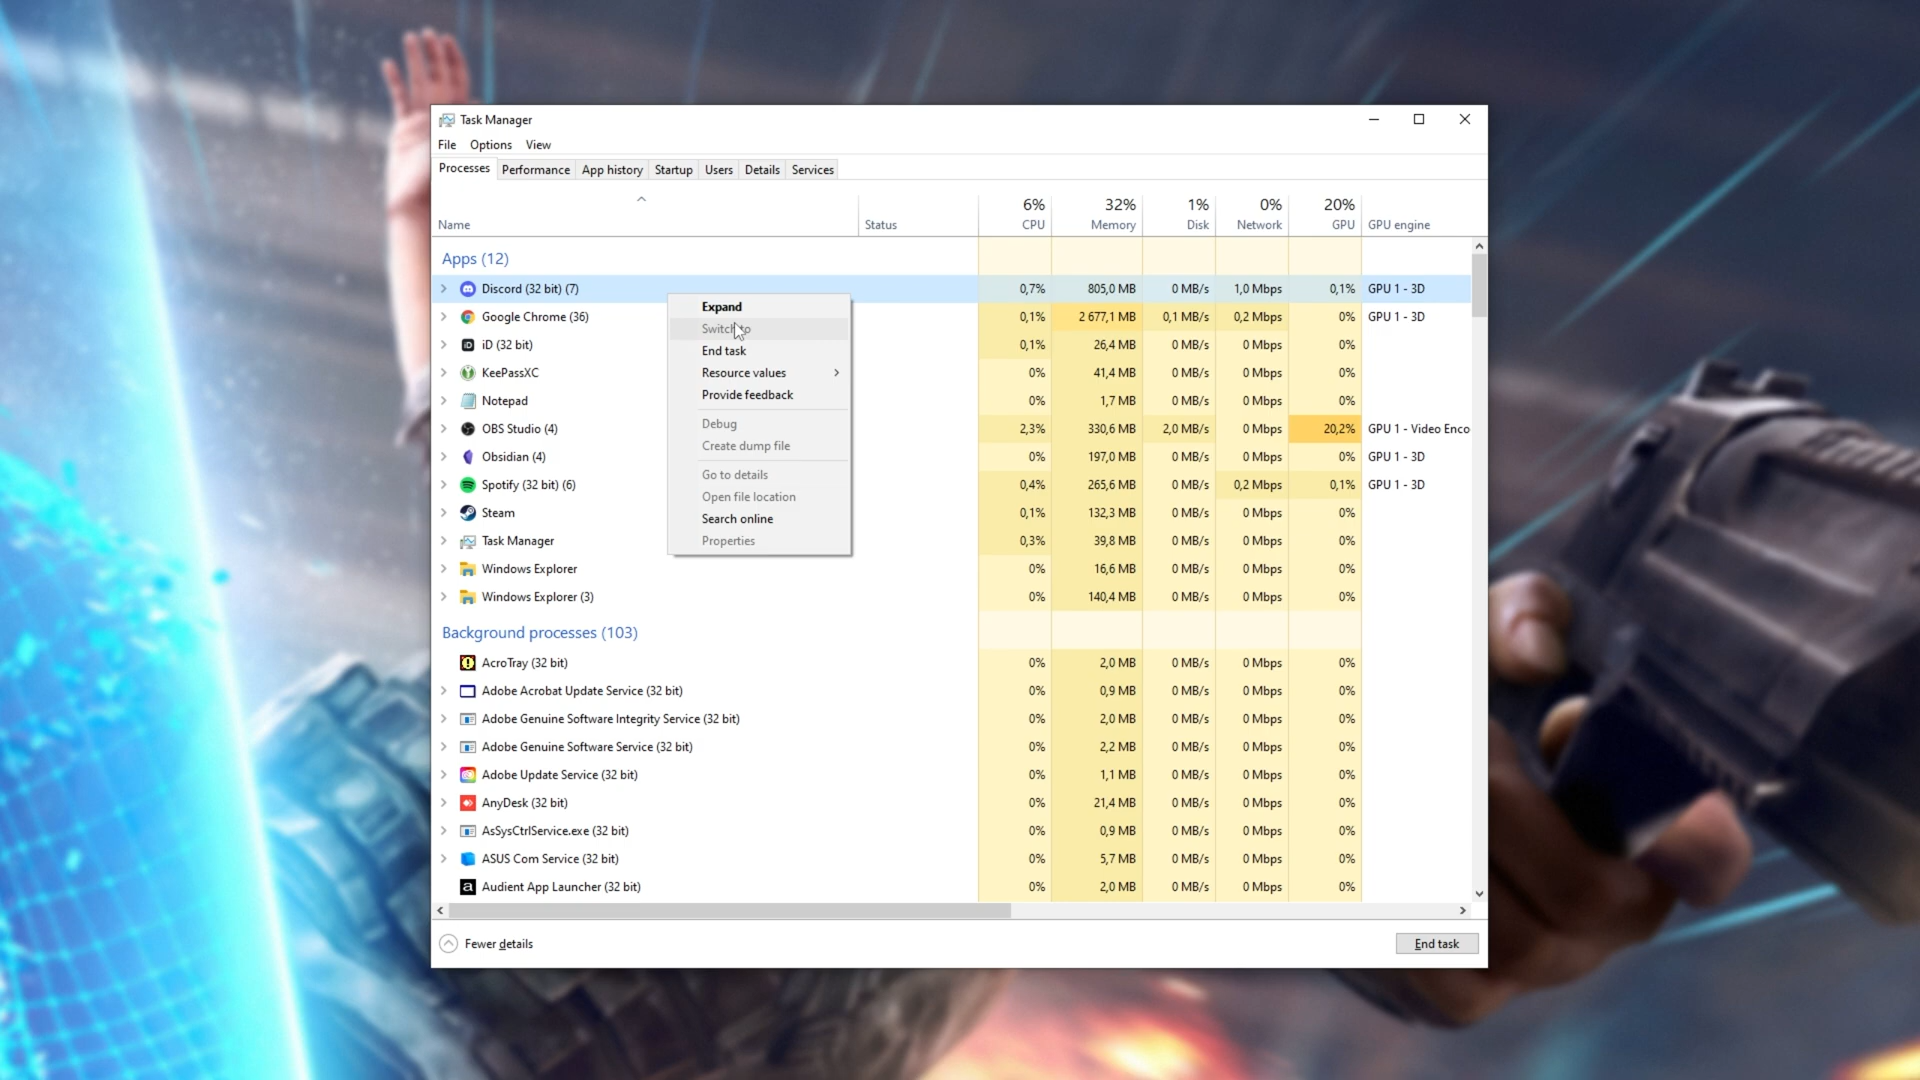 Task Manager
File Options View
Processes Performance App history Startup Users Details Services
6% 32% 1% 0% 20%
Name Status CPU Memory Disk Network GPU GPU engine
Apps (12)
Discord (32 bit) (7) 0,7% 805,0 MB 0 MB/s 1,0 Mbps 0,1% GPU 1 - 3D
Google Chrome (36) 0,1% 2 677,1 MB 0,1 MB/s 0,2 Mbps 0% GPU 1 - 3D
iD (32 bit) 0,1% 26,4 MB 0 MB/s 0 Mbps 0%
KeePassXC 0% 41,4 MB 0 MB/s 0 Mbps 0%
Notepad 0% 1,7 MB 0 MB/s 0 Mbps 0%
OBS Studio (4) 2,3% 330,6 MB 2,0 MB/s 0 Mbps 20,2% GPU 1 - Video Enco
Obsidian (4) 0% 197,0 MB 0 MB/s 0 Mbps 0% GPU 1 - 3D
Spotify (32 bit) (6) 0,4% 265,6 MB 0 MB/s 0,2 Mbps 0,1% GPU 1 - 3D
Steam 0,1% 132,3 MB 0 MB/s 0 Mbps 0%
Task Manager 0,3% 39,8 MB 0 MB/s 0 Mbps 0%
Windows Explorer 0% 16,6 MB 0 MB/s 0 Mbps 0%
Windows Explorer (3) 0% 140,4 MB 0 MB/s 0 Mbps 0%
Expand
Switch to
End task
Resource values
Provide feedback
Debug
Create dump file
Go to details
Open file location
Search online
Properties
Background processes (103)
AcroTray (32 bit) 0% 2,0 MB 0 MB/s 0 Mbps 0%
Adobe Acrobat Update Service (32 bit) 0% 0,9 MB 0 MB/s 0 Mbps 0%
Adobe Genuine Software Integrity Service (32 bit) 0% 2,0 MB 0 MB/s 0 Mbps 0%
Adobe Genuine Software Service (32 bit) 0% 2,2 MB 0 MB/s 0 Mbps 0%
Adobe Update Service (32 bit) 0% 1,1 MB 0 MB/s 0 Mbps 0%
AnyDesk (32 bit) 0% 21,4 MB 0 MB/s 0 Mbps 0%
AsSysCtrlService.exe (32 bit) 0% 0,9 MB 0 MB/s 0 Mbps 0%
ASUS Com Service (32 bit) 0% 5,7 MB 0 MB/s 0 Mbps 0%
Audient App Launcher (32 bit) 0% 2,0 MB 0 MB/s 0 Mbps 0%
Fewer details End task